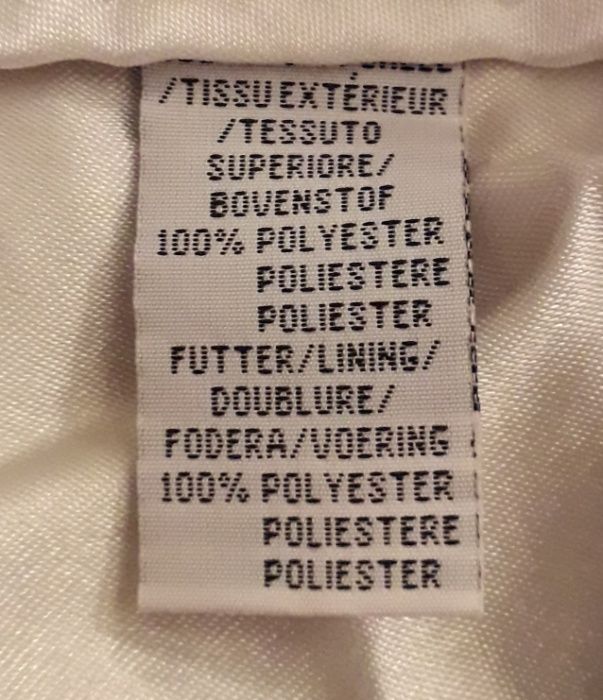 /TISSU EXTÉRIEUR
/TESSUTO
SUPERIORE/
BOVENSTOF
100% POLYESTER
POLIESTERE
POLIESTER
FUTTER/LINING/
DOUBLURE/
FODERA/VOERING
100% POLYESTER
POLIESTERE
POLIESTER